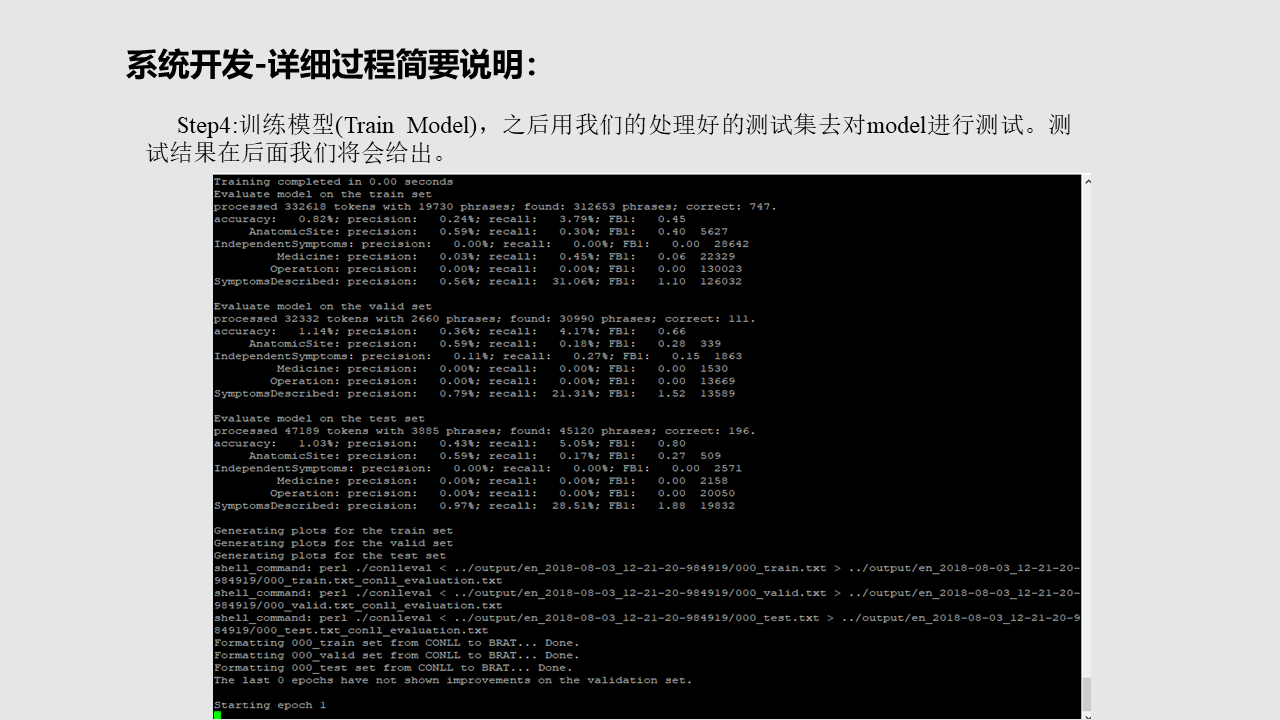 系统开发-详细过程简要说明：
Step4:训练模型(Train Model)，之后用我们的处理好的测试集去对model进行测试。测
试结果在后面我们将会给出。
Training completed in 0.00 seconds
Evaluate model on the train set
processed 332618 tokens with 19730 phrases; found: 312653 phrases; correct: 747.
accuracy:   0.82%; precision:   0.24%; recall:   3.79%; FB1:   0.45
     AnatomicSite: precision:   0.59%; recall:   0.30%; FB1:   0.40  5627
IndependentSymptoms: precision:   0.00%; recall:   0.00%; FB1:   0.00  28642
         Medicine: precision:   0.03%; recall:   0.45%; FB1:   0.06  22329
        Operation: precision:   0.00%; recall:   0.00%; FB1:   0.00  130023
SymptomsDescribed: precision:   0.56%; recall:  31.06%; FB1:   1.10  126032
Evaluate model on the valid set
processed 32332 tokens with 2660 phrases; found: 30990 phrases; correct: 111.
accuracy:   1.14%; precision:   0.36%; recall:   4.17%; FB1:   0.66
     AnatomicSite: precision:   0.59%; recall:   0.18%; FB1:   0.28  339
IndependentSymptoms: precision:   0.11%; recall:   0.27%; FB1:   0.15  1863
         Medicine: precision:   0.00%; recall:   0.00%; FB1:   0.00  1530
        Operation: precision:   0.00%; recall:   0.00%; FB1:   0.00  13669
SymptomsDescribed: precision:   0.79%; recall:  21.31%; FB1:   1.52  13589
Evaluate model on the test set
processed 47189 tokens with 3885 phrases; found: 45120 phrases; correct: 196.
accuracy:   1.03%; precision:   0.43%; recall:   5.05%; FB1:   0.80
     AnatomicSite: precision:   0.59%; recall:   0.17%; FB1:   0.27  509
IndependentSymptoms: precision:   0.00%; recall:   0.00%; FB1:   0.00  2571
         Medicine: precision:   0.00%; recall:   0.00%; FB1:   0.00  2158
        Operation: precision:   0.00%; recall:   0.00%; FB1:   0.00  20050
SymptomsDescribed: precision:   0.97%; recall:  28.51%; FB1:   1.88  19832
Generating plots for the train set
Generating plots for the valid set
Generating plots for the test set
shell_command: perl ./conlleval < ../output/en_2018-08-03_12-21-20-984919/000_train.txt > ../output/en_2018-08-03_12-21-20-
984919/000_train.txt_conll_evaluation.txt
shell_command: perl ./conlleval < ../output/en_2018-08-03_12-21-20-984919/000_valid.txt > ../output/en_2018-08-03_12-21-20-
984919/000_valid.txt_conll_evaluation.txt
shell_command: perl ./conlleval < ../output/en_2018-08-03_12-21-20-984919/000_test.txt > ../output/en_2018-08-03_12-21-20-9
84919/000_test.txt_conll_evaluation.txt
Formatting 000_train set from CONLL to BRAT... Done.
Formatting 000_valid set from CONLL to BRAT... Done.
Formatting 000_test set from CONLL to BRAT... Done.
The last 0 epochs have not shown improvements on the validation set.
Starting epoch 1